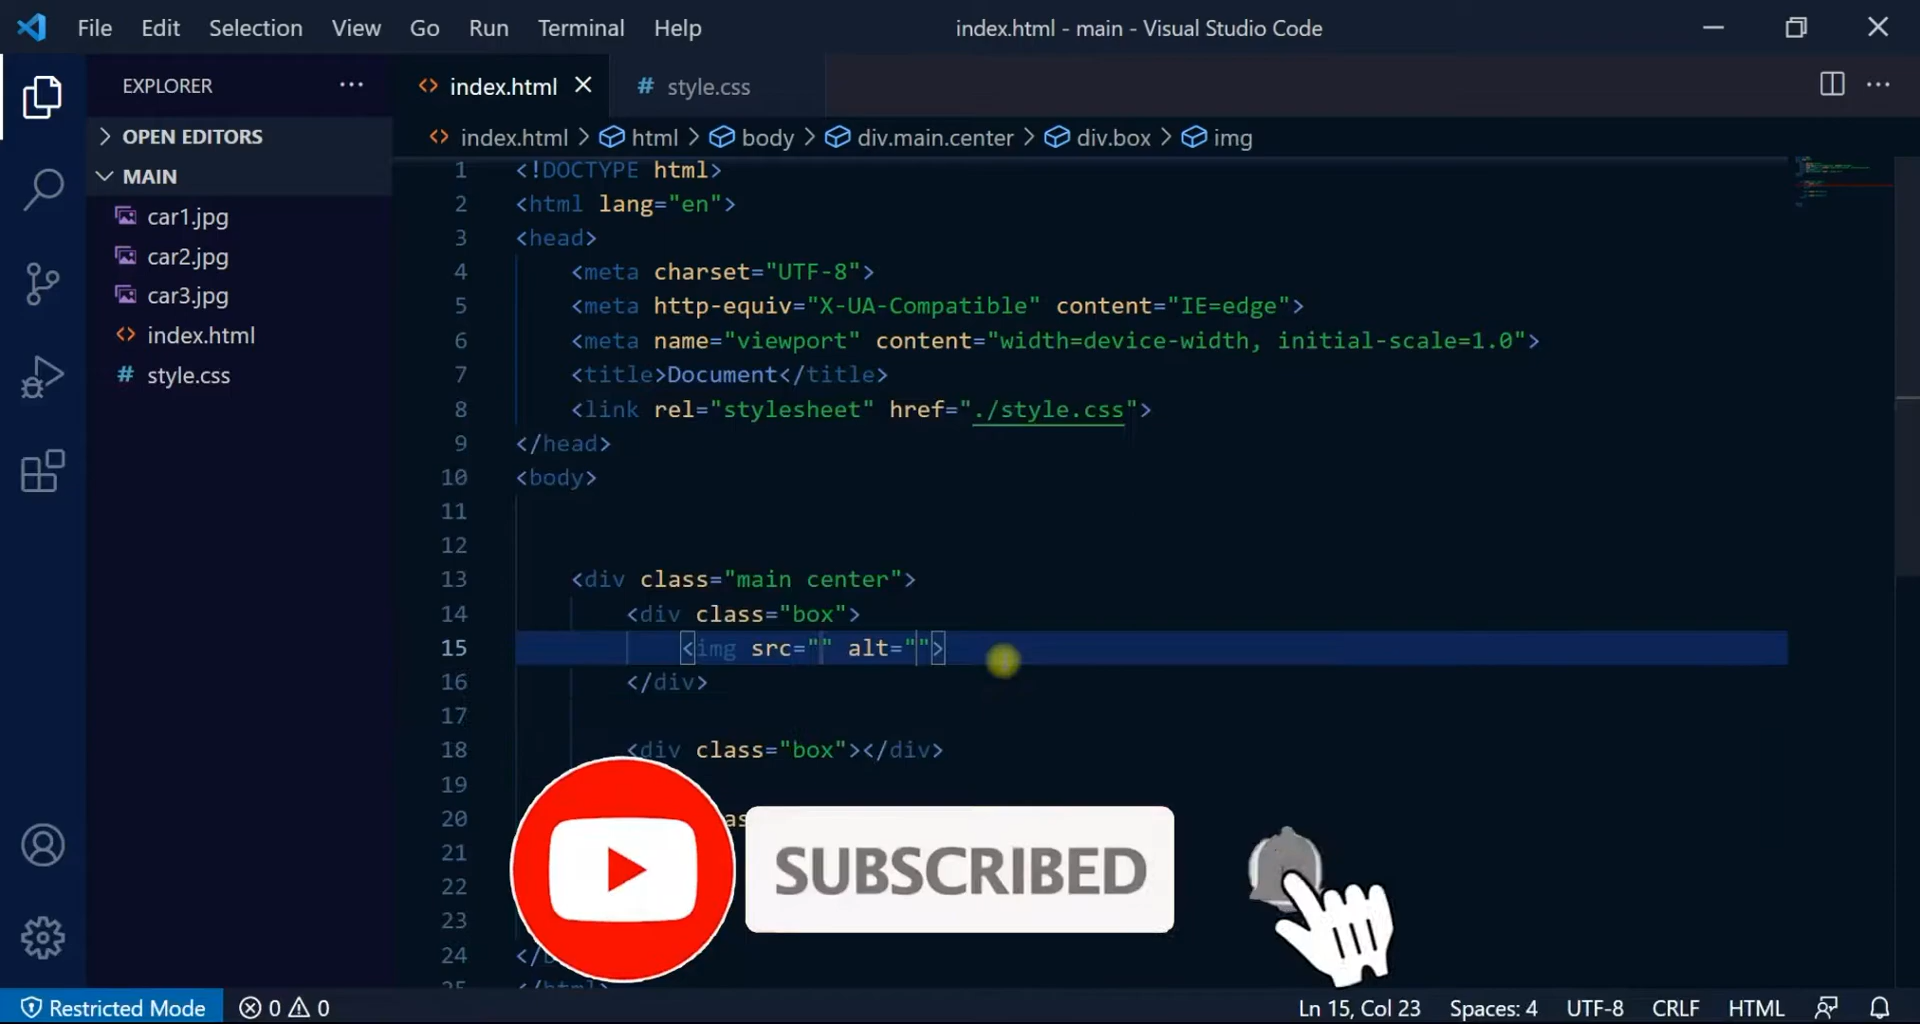 File Edit Selection View Go Run Terminal Help index.html - main - Visual Studio Code
EXPLORER
index.html
style.css
OPEN EDITORS
index.html > html > body > div.main.center > div.box > img
MAIN
car1.jpg
car2.jpg
car3.jpg
index.html
style.css
1 <!DOCTYPE html>
2 <html lang="en">
3 <head>
4 <meta charset="UTF-8">
5 <meta http-equiv="X-UA-Compatible" content="IE=edge">
6 <meta name="viewport" content="width=device-width, initial-scale=1.0">
7 <title>Document</title>
8 <link rel="stylesheet" href="./style.css">
9 </head>
10 <body>
11
12
13 <div class="main center">
14 <div class="box">
15 <img src="" alt="">
16 </div>
17
18 <div class="box"></div>
19
20
21
22
23
24 </
25 </html>
SUBSCRIBED
Restricted Mode 0 0 Ln 15, Col 23 Spaces: 4 UTF-8 CRLF HTML